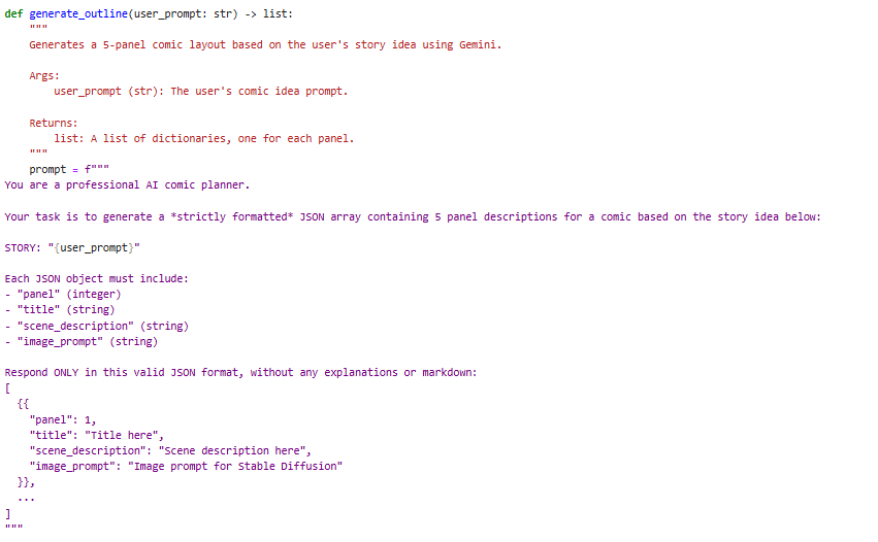 def generate_outline(user_prompt: str) -> list:
"""
Generates a 5-panel comic layout based on the user's story idea using Gemini.
Args:
user_prompt (str): The user's comic idea prompt.
Returns:
list: A list of dictionaries, one for each panel.
"""
prompt = f"""
You are a professional AI comic planner.
Your task is to generate a *strictly formatted* JSON array containing 5 panel descriptions for a comic based on the story idea below:
STORY: "{user_prompt}"
Each JSON object must include:
- "panel" (integer)
- "title" (string)
- "scene_description" (string)
- "image_prompt" (string)
Respond ONLY in this valid JSON format, without any explanations or markdown:
[
{{
"panel": 1,
"title": "Title here",
"scene_description": "Scene description here",
"image_prompt": "Image prompt for Stable Diffusion"
}},
...
]
"""